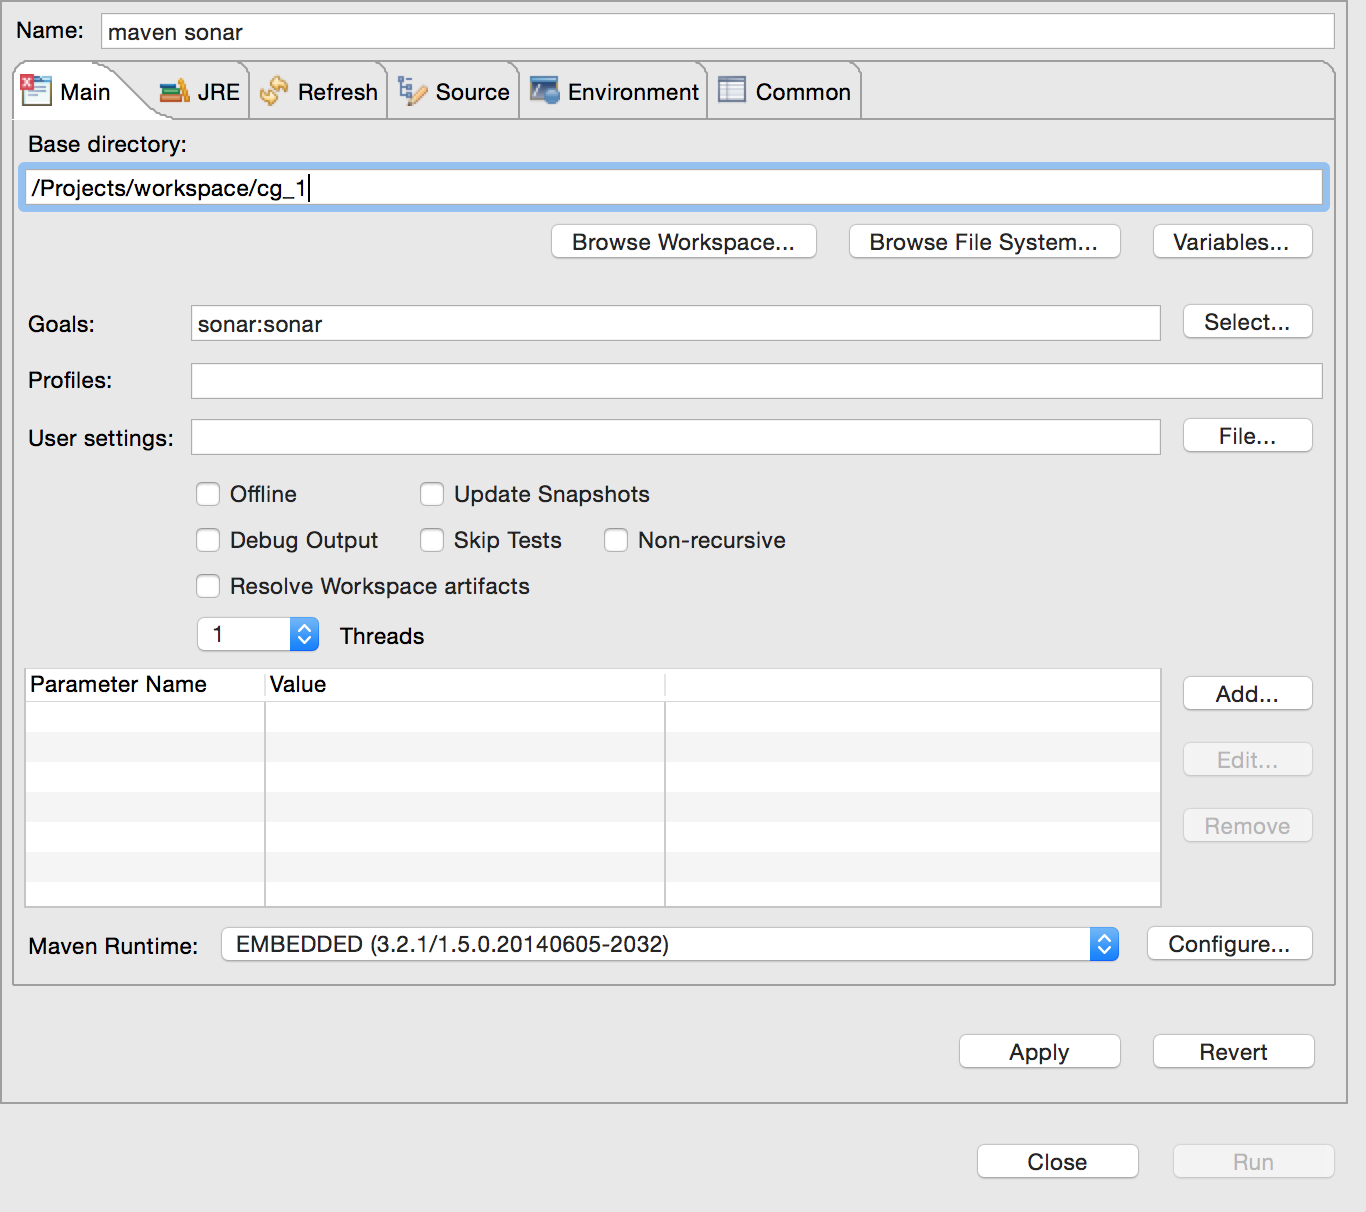 Name: maven sonar
Main JRE Refresh Source Environment Common
Base directory:
/Projects/workspace/cg_1
Browse Workspace... Browse File System... Variables...
Goals: sonar:sonar Select...
Profiles:
User settings: File...
Offline Update Snapshots
Debug Output Skip Tests Non-recursive
Resolve Workspace artifacts
1 Threads
Parameter Name Value
Add...
Edit...
Remove
Maven Runtime: EMBEDDED (3.2.1/1.5.0.20140605-2032) Configure...
Apply Revert
Close Run